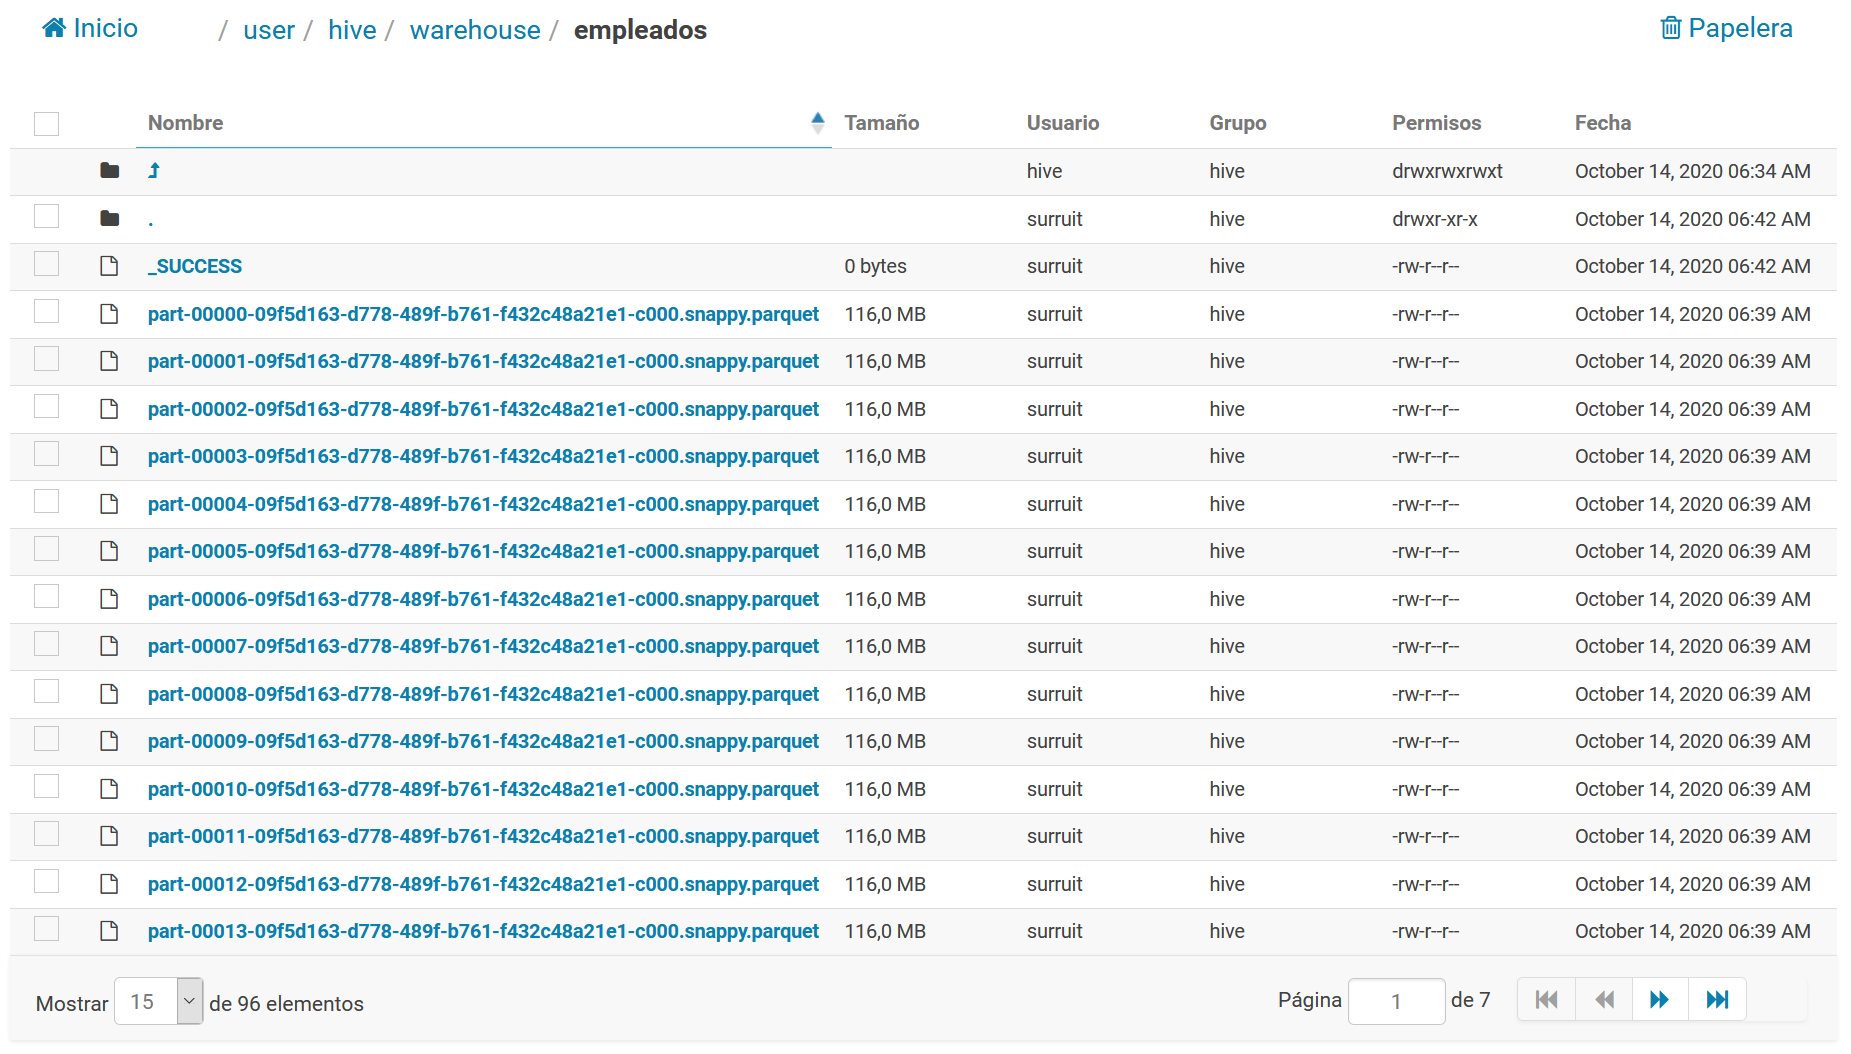 Inicio / user / hive / warehouse / empleados Papelera
Nombre Tamaño Usuario Grupo Permisos Fecha
hive hive drwxrwxrwxt October 14, 2020 06:34 AM
. surruit hive drwxr-xr-x October 14, 2020 06:42 AM
_SUCCESS 0 bytes surruit hive -rw-r--r-- October 14, 2020 06:42 AM
part-00000-09f5d163-d778-489f-b761-f432c48a21e1-c000.snappy.parquet 116,0 MB surruit hive -rw-r--r-- October 14, 2020 06:39 AM
part-00001-09f5d163-d778-489f-b761-f432c48a21e1-c000.snappy.parquet 116,0 MB surruit hive -rw-r--r-- October 14, 2020 06:39 AM
part-00002-09f5d163-d778-489f-b761-f432c48a21e1-c000.snappy.parquet 116,0 MB surruit hive -rw-r--r-- October 14, 2020 06:39 AM
part-00003-09f5d163-d778-489f-b761-f432c48a21e1-c000.snappy.parquet 116,0 MB surruit hive -rw-r--r-- October 14, 2020 06:39 AM
part-00004-09f5d163-d778-489f-b761-f432c48a21e1-c000.snappy.parquet 116,0 MB surruit hive -rw-r--r-- October 14, 2020 06:39 AM
part-00005-09f5d163-d778-489f-b761-f432c48a21e1-c000.snappy.parquet 116,0 MB surruit hive -rw-r--r-- October 14, 2020 06:39 AM
part-00006-09f5d163-d778-489f-b761-f432c48a21e1-c000.snappy.parquet 116,0 MB surruit hive -rw-r--r-- October 14, 2020 06:39 AM
part-00007-09f5d163-d778-489f-b761-f432c48a21e1-c000.snappy.parquet 116,0 MB surruit hive -rw-r--r-- October 14, 2020 06:39 AM
part-00008-09f5d163-d778-489f-b761-f432c48a21e1-c000.snappy.parquet 116,0 MB surruit hive -rw-r--r-- October 14, 2020 06:39 AM
part-00009-09f5d163-d778-489f-b761-f432c48a21e1-c000.snappy.parquet 116,0 MB surruit hive -rw-r--r-- October 14, 2020 06:39 AM
part-00010-09f5d163-d778-489f-b761-f432c48a21e1-c000.snappy.parquet 116,0 MB surruit hive -rw-r--r-- October 14, 2020 06:39 AM
part-00011-09f5d163-d778-489f-b761-f432c48a21e1-c000.snappy.parquet 116,0 MB surruit hive -rw-r--r-- October 14, 2020 06:39 AM
part-00012-09f5d163-d778-489f-b761-f432c48a21e1-c000.snappy.parquet 116,0 MB surruit hive -rw-r--r-- October 14, 2020 06:39 AM
part-00013-09f5d163-d778-489f-b761-f432c48a21e1-c000.snappy.parquet 116,0 MB surruit hive -rw-r--r-- October 14, 2020 06:39 AM
Mostrar 15 de 96 elementos Página 1 de 7